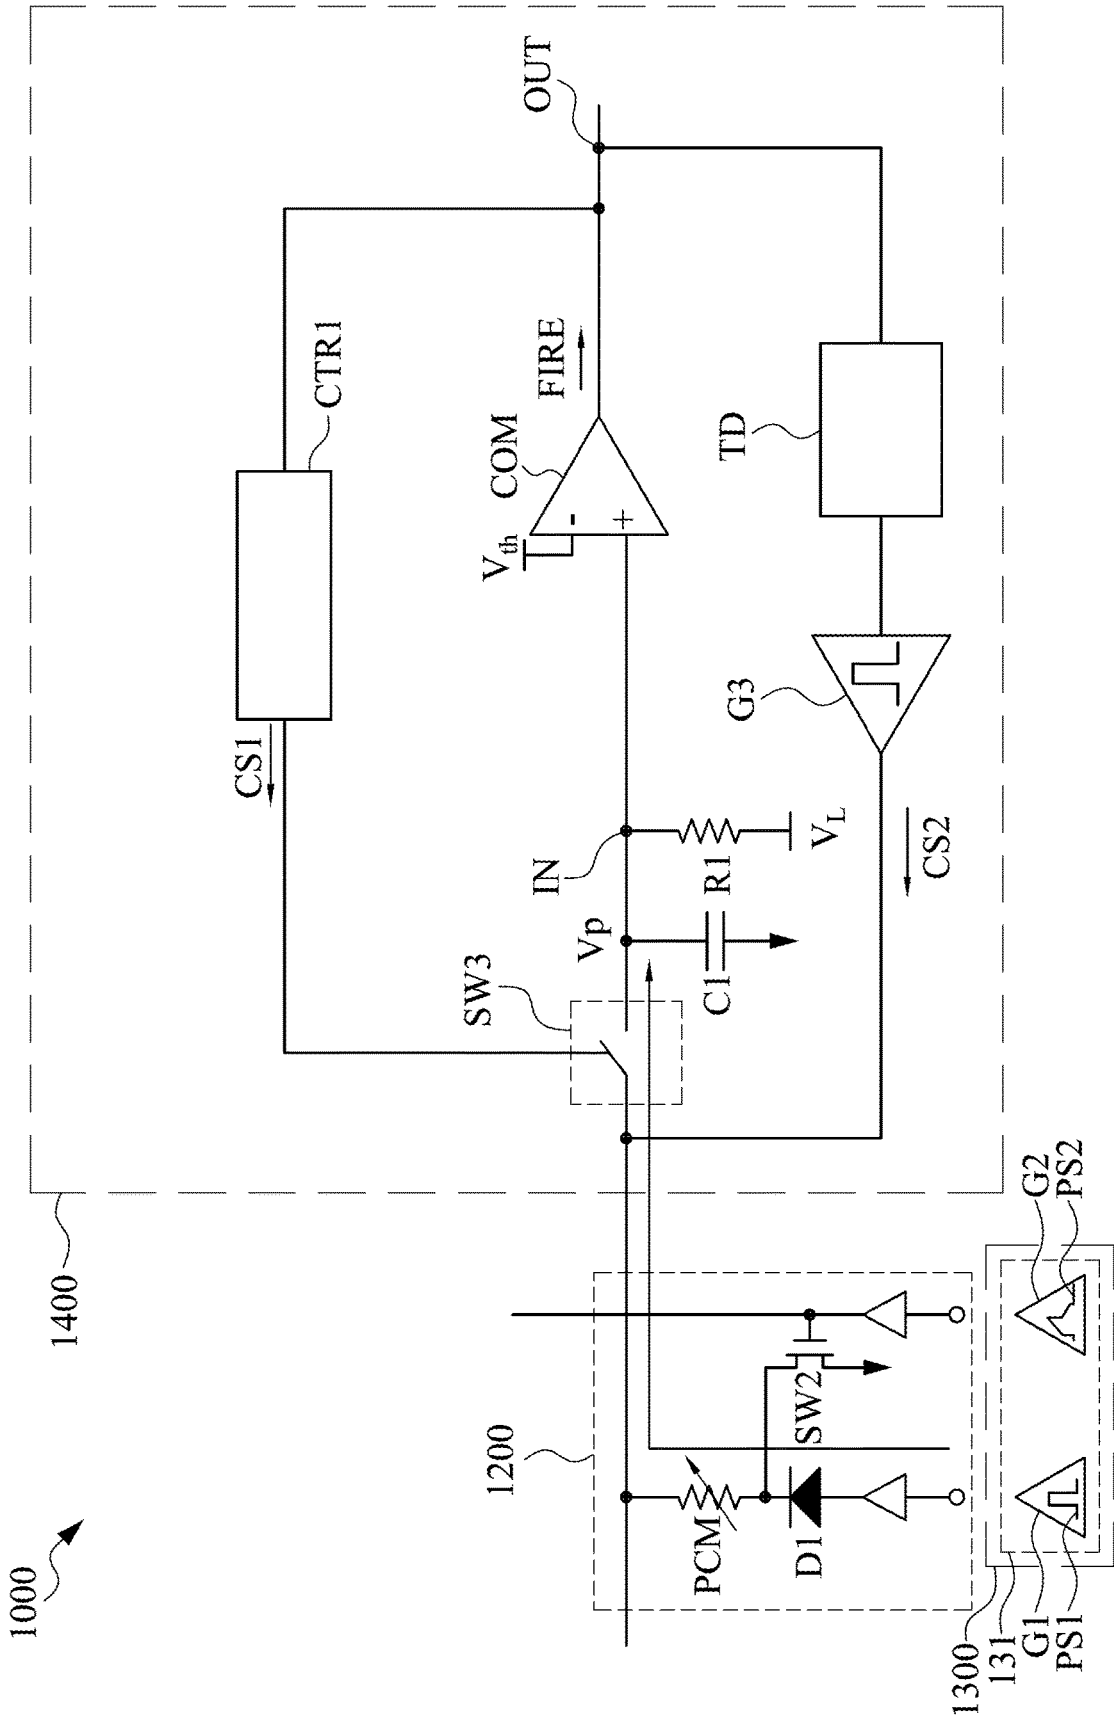 1000
1400
CS1
CTR1
OUT
FIRE
COM
Vth
-
+
IN
Vp
SW3
C1
R1
VL
TD
G3
CS2
1200
PCM
D1
SW2
1300
131
G1
PS1
G2
PS2